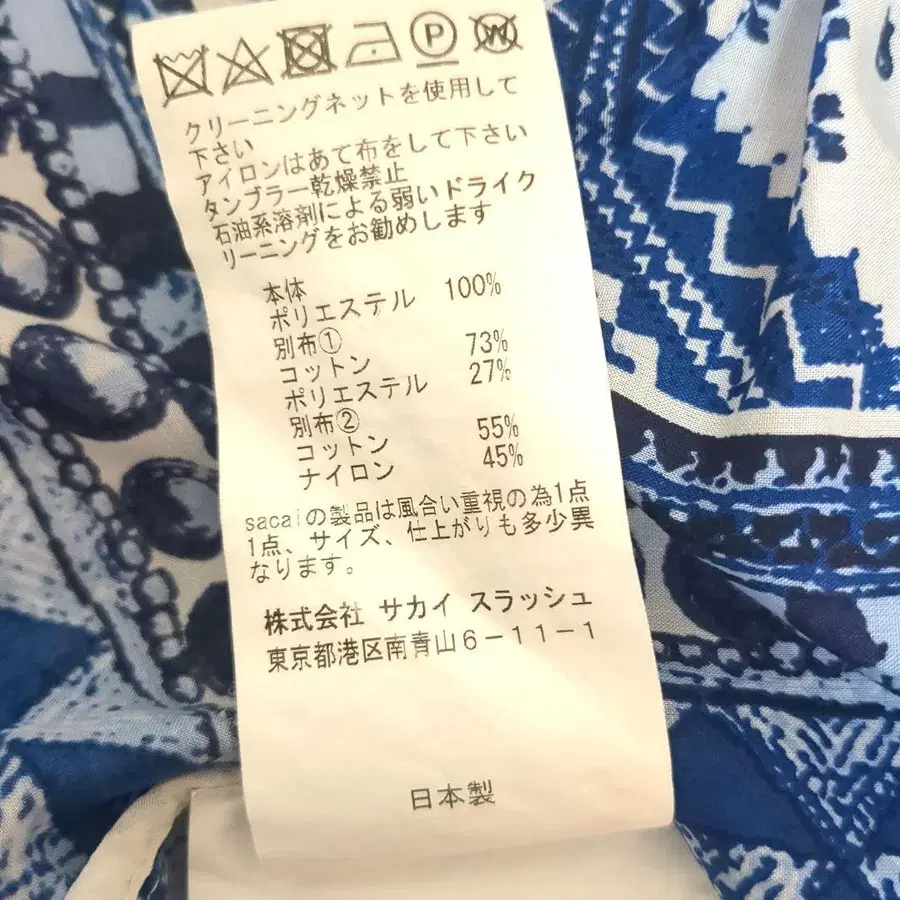 P W
クリーニングネットを使用して
下さい
アイロンはあて布をして下さい
タンブラー乾燥禁止
石油系溶剤による弱いドライク
リーニングをお勧めします
本体
ポリエステル 100%
別布①
コットン 73%
ポリエステル 27%
別布②
コットン 55%
ナイロン 45%
sacaiの製品は風合い重視の為1点
1点、サイズ、仕上がりも多少異
なります。
株式会社 サカイ スラッシュ
東京都港区南青山6－11－1
日本製